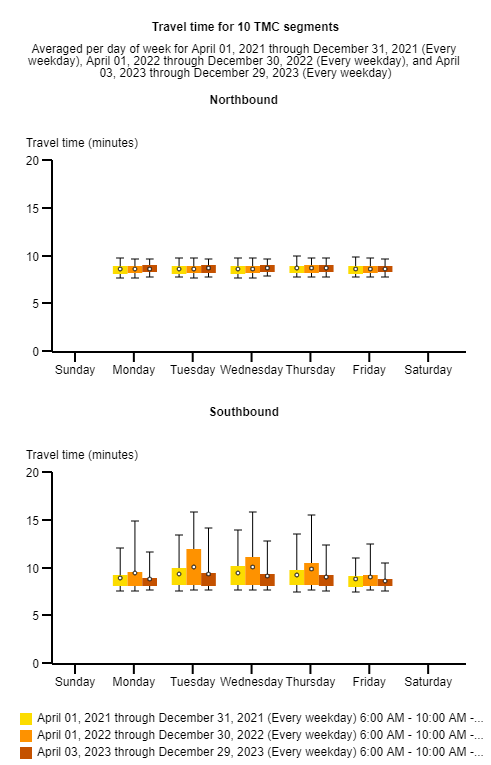 Travel time for 10 TMC segments
Averaged per day of week for April 01, 2021 through December 31, 2021 (Every
weekday), April 01, 2022 through December 30, 2022 (Every weekday), and April
03, 2023 through December 29, 2023 (Every weekday)
Northbound
Travel time (minutes)
20
15
10
5
0
Sunday Monday Tuesday Wednesday Thursday Friday Saturday
Southbound
Travel time (minutes)
20
15
10
5
0
Sunday Monday Tuesday Wednesday Thursday Friday Saturday
April 01, 2021 through December 31, 2021 (Every weekday) 6:00 AM - 10:00 AM -...
April 01, 2022 through December 30, 2022 (Every weekday) 6:00 AM - 10:00 AM -...
April 03, 2023 through December 29, 2023 (Every weekday) 6:00 AM - 10:00 AM -...